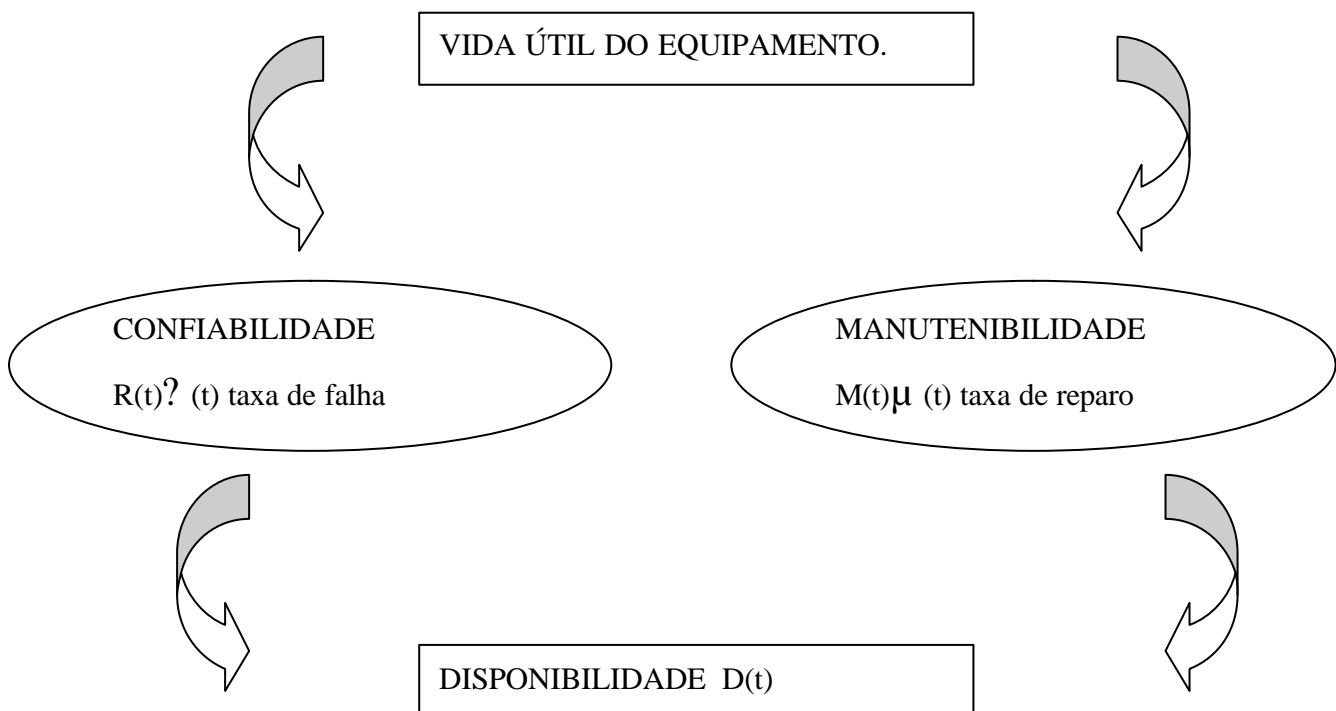 VIDA ÚTIL DO EQUIPAMENTO.
CONFIABILIDADE
R(t)? (t) taxa de falha
MANUTENIBILIDADE
M(t)µ (t) taxa de reparo
DISPONIBILIDADE D(t)